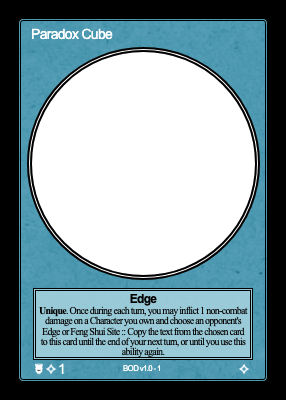 Paradox Cube
Edge
Unique. Once during each turn, you may inflict 1 non-combat
damage on a Character you own and choose an opponent's
Edge or Feng Shui Site :: Copy the text from the chosen card
to this card until the end of your next turn, or until you use this
ability again.
1
BOD v1.0 - 1